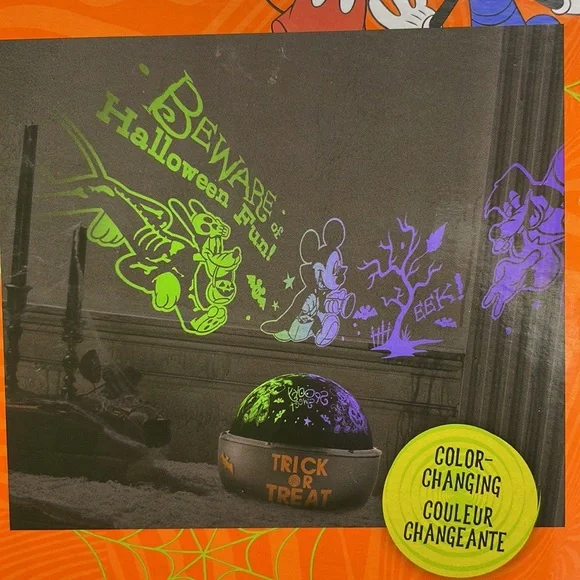 BEWARE
of
Halloween
Fun!
EEK!
TRICK
OR
TREAT
COLOR-
CHANGING
COULEUR
CHANGEANTE